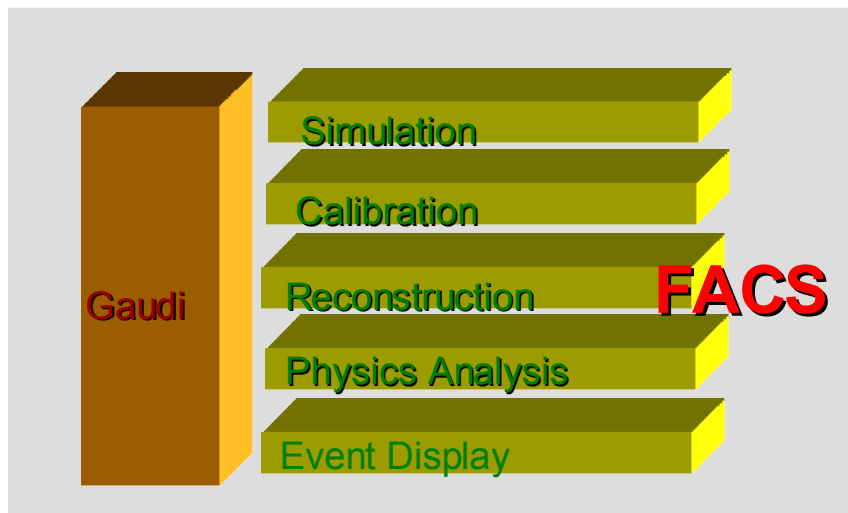 Simulation
Calibration
Gaudi
Reconstruction
FACS
Physics Analysis
Event Display